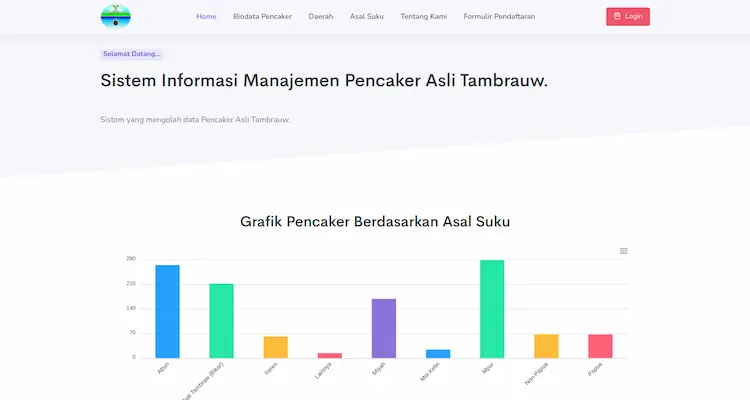 Home Biodata Pencaker Daerah Asal Suku Tentang Kami Formulir Pendaftaran Login
Selamat Datang...
Sistem Informasi Manajemen Pencaker Asli Tambrauw.
Sistem yang mengolah data Pencaker Asli Tambrauw.
Grafik Pencaker Berdasarkan Asal Suku
280
210
140
70
0
Abun
Tambrauw (Bikar)
Ireres
Lainnya
Miyah
Moi Kelin
Mpur
Non Papua
Papua